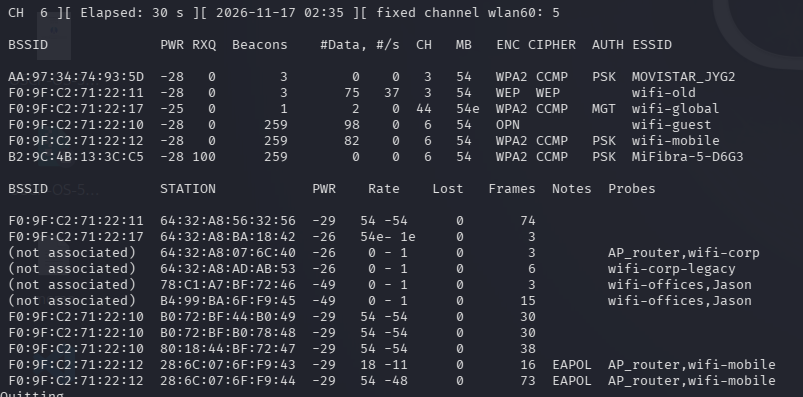 CH  6 ][ Elapsed: 30 s ][ 2026-11-17 02:35 ][ fixed channel wlan60: 5
BSSID              PWR RXQ  Beacons    #Data, #/s  CH   MB   ENC CIPHER  AUTH ESSID
AA:97:34:74:93:5D  -28   0        3        0    0   3   54   WPA2 CCMP   PSK  MOVISTAR_JYG2
F0:9F:C2:71:22:11  -28   0        3       75   37   3   54   WEP  WEP         wifi-old
F0:9F:C2:71:22:17  -25   0        1        2    0  44   54e  WPA2 CCMP   MGT  wifi-global
F0:9F:C2:71:22:10  -28   0      259       98    0   6   54   OPN              wifi-guest
F0:9F:C2:71:22:12  -28   0      259       82    0   6   54   WPA2 CCMP   PSK  wifi-mobile
B2:9C:4B:13:3C:C5  -28 100      259        0    0   6   54   WPA2 CCMP   PSK  MiFibra-5-D6G3
BSSID              STATION            PWR    Rate    Lost   Frames  Notes  Probes
F0:9F:C2:71:22:11  64:32:A8:56:32:56  -29   54 -54      0       74
F0:9F:C2:71:22:17  64:32:A8:BA:18:42  -26   54e- 1e     0        3
(not associated)   64:32:A8:07:6C:40  -26    0 - 1      0        3         AP_router,wifi-corp
(not associated)   64:32:A8:AD:AB:53  -26    0 - 1      0        6         wifi-corp-legacy
(not associated)   78:C1:A7:BF:72:46  -49    0 - 1      0        3         wifi-offices,Jason
(not associated)   B4:99:BA:6F:F9:45  -49    0 - 1      0       15         wifi-offices,Jason
F0:9F:C2:71:22:10  B0:72:BF:44:B0:49  -29   54 -54      0       30
F0:9F:C2:71:22:10  B0:72:BF:B0:78:48  -29   54 -54      0       30
F0:9F:C2:71:22:10  80:18:44:BF:72:47  -29   54 -54      0       38
F0:9F:C2:71:22:12  28:6C:07:6F:F9:43  -29   18 -11      0       16  EAPOL  AP_router,wifi-mobile
F0:9F:C2:71:22:12  28:6C:07:6F:F9:44  -29   54 -48      0       73  EAPOL  AP_router,wifi-mobile
Quitting